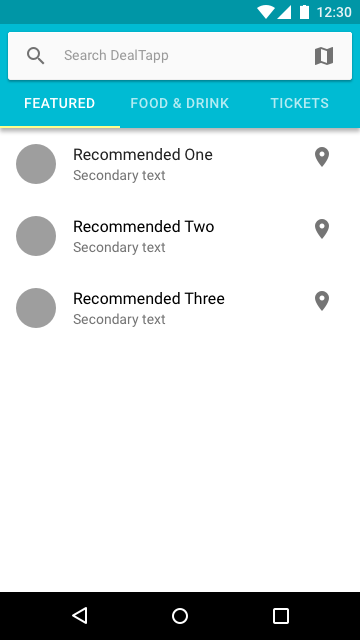 12:30
Search DealTapp
FEATURED FOOD & DRINK TICKETS
Recommended One
Secondary text
Recommended Two
Secondary text
Recommended Three
Secondary text